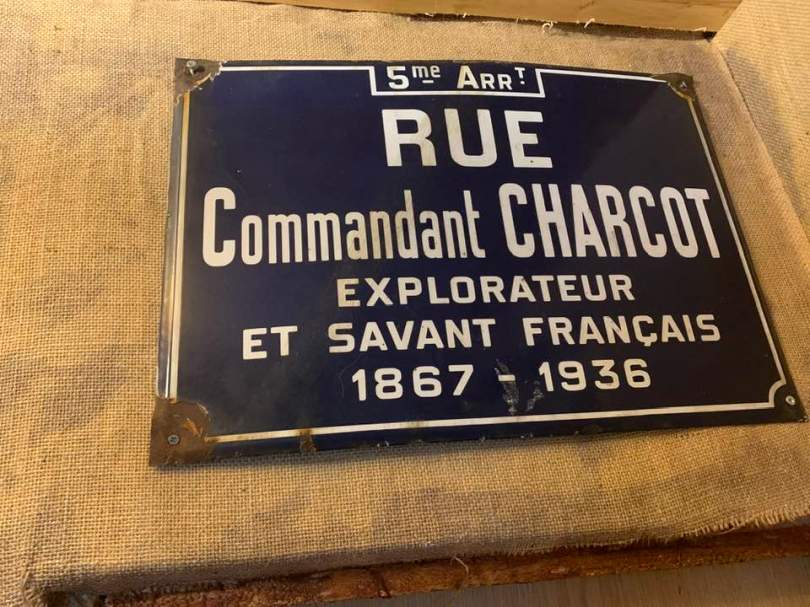 5me ARRT.
RUE
Commandant CHARCOT
EXPLORATEUR
ET SAVANT FRANÇAIS
1867 - 1936